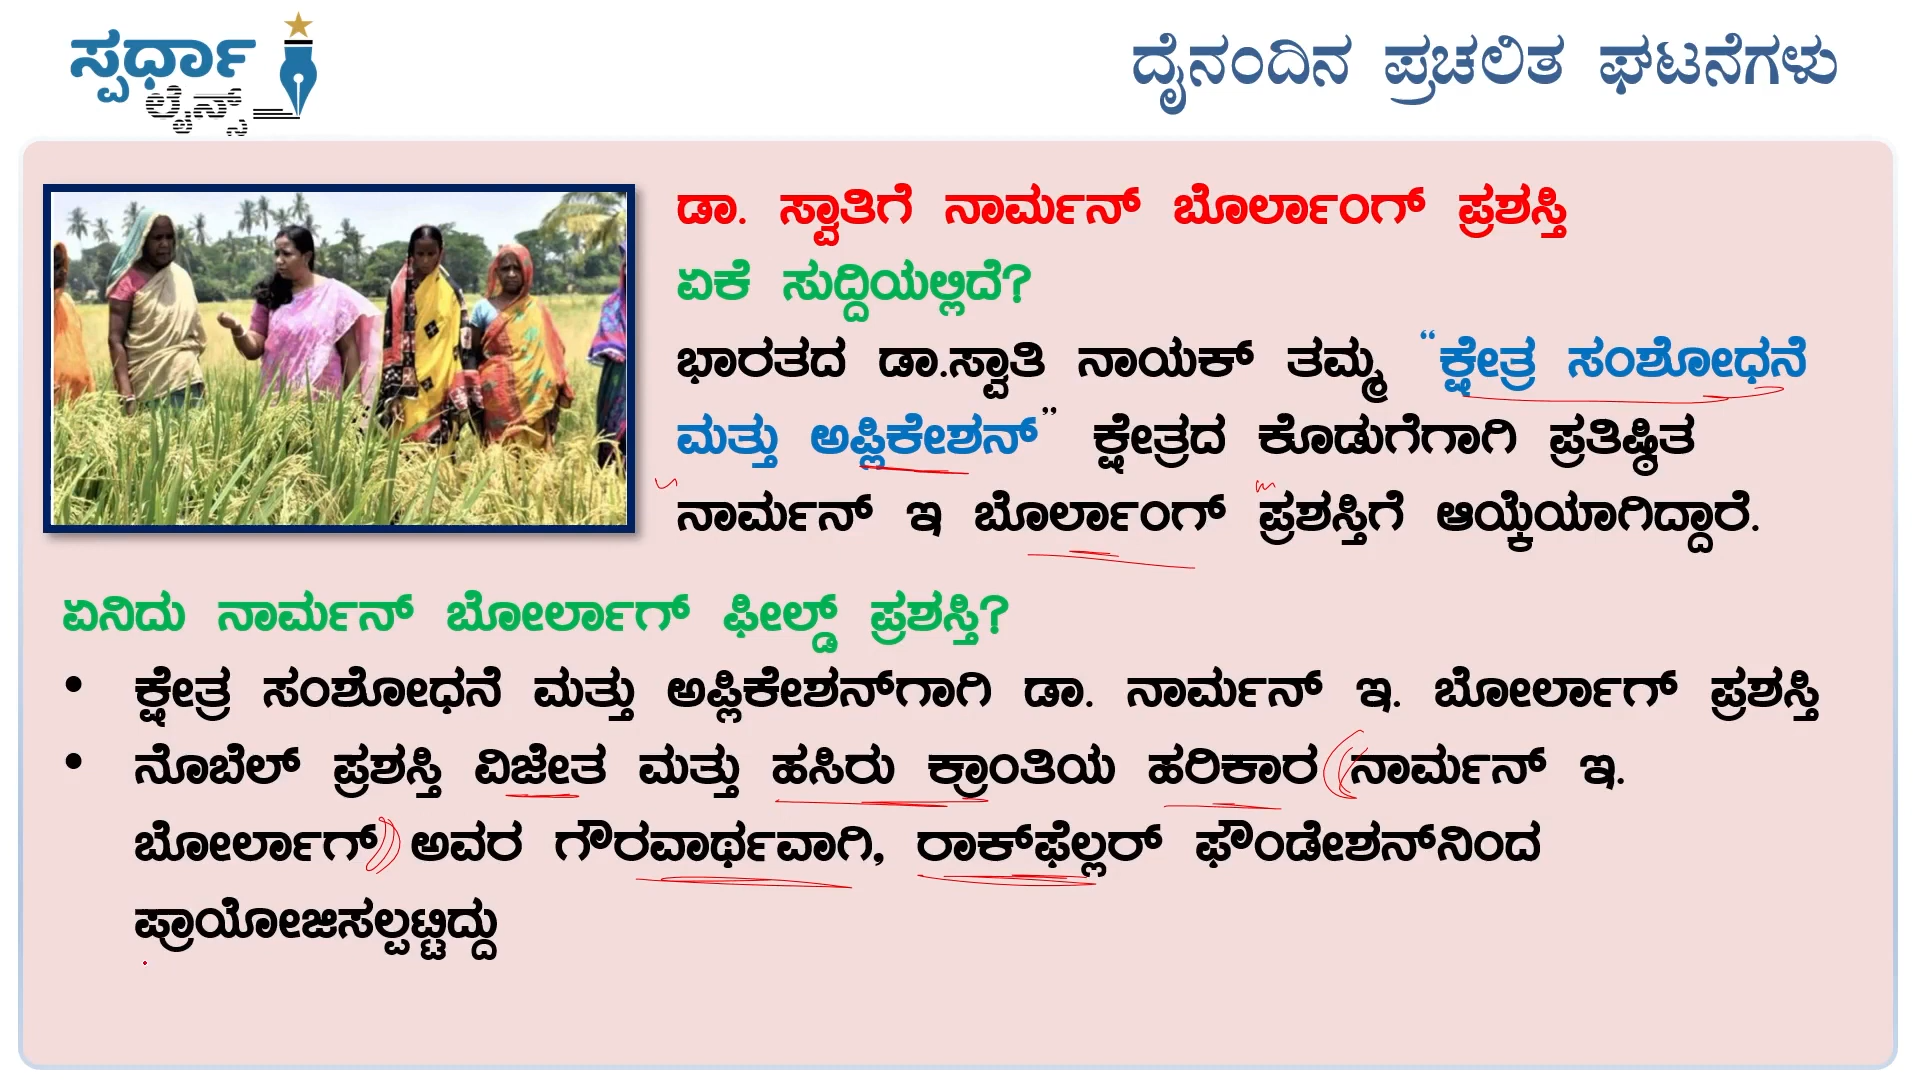 ಸ್ಪರ್ಧಾ
ಲೈನ್ಸ್
ದೈನಂದಿನ ಪ್ರಚಲಿತ ಘಟನೆಗಳು
ಡಾ. ಸ್ವಾತಿಗೆ ನಾರ್ಮನ್ ಬೊರ್ಲಾಂಗ್ ಪ್ರಶಸ್ತಿ
ಏಕೆ ಸುದ್ದಿಯಲ್ಲಿದೆ?
ಭಾರತದ ಡಾ.ಸ್ವಾತಿ ನಾಯಕ್ ತಮ್ಮ “ಕ್ಷೇತ್ರ ಸಂಶೋಧನೆ
ಮತ್ತು ಅಪ್ಲಿಕೇಶನ್” ಕ್ಷೇತ್ರದ ಕೊಡುಗೆಗಾಗಿ ಪ್ರತಿಷ್ಠಿತ
ನಾರ್ಮನ್ ಇ ಬೊರ್ಲಾಂಗ್ ಪ್ರಶಸ್ತಿಗೆ ಆಯ್ಕೆಯಾಗಿದ್ದಾರೆ.
ಏನಿದು ನಾರ್ಮನ್ ಬೋರ್ಲಾಗ್ ಫೀಲ್ಡ್ ಪ್ರಶಸ್ತಿ?
• ಕ್ಷೇತ್ರ ಸಂಶೋಧನೆ ಮತ್ತು ಅಪ್ಲಿಕೇಶನ್‌ಗಾಗಿ ಡಾ. ನಾರ್ಮನ್ ಇ. ಬೋರ್ಲಾಗ್ ಪ್ರಶಸ್ತಿ
• ನೊಬೆಲ್ ಪ್ರಶಸ್ತಿ ವಿಜೇತ ಮತ್ತು ಹಸಿರು ಕ್ರಾಂತಿಯ ಹರಿಕಾರ ನಾರ್ಮನ್ ಇ.
ಬೋರ್ಲಾಗ್ ಅವರ ಗೌರವಾರ್ಥವಾಗಿ, ರಾಕ್‌ಫೆಲ್ಲರ್ ಫೌಂಡೇಶನ್‌ನಿಂದ
ಪ್ರಾಯೋಜಿಸಲ್ಪಟ್ಟಿದ್ದು